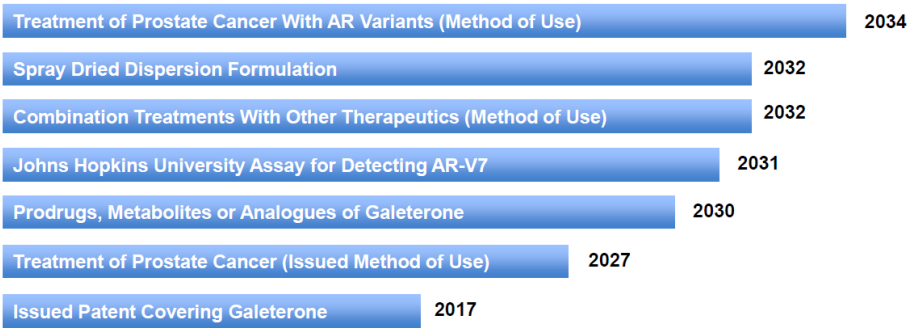 Treatment of Prostate Cancer With AR Variants (Method of Use) 2034
Spray Dried Dispersion Formulation 2032
Combination Treatments With Other Therapeutics (Method of Use) 2032
Johns Hopkins University Assay for Detecting AR-V7 2031
Prodrugs, Metabolites or Analogues of Galeterone 2030
Treatment of Prostate Cancer (Issued Method of Use) 2027
Issued Patent Covering Galeterone 2017